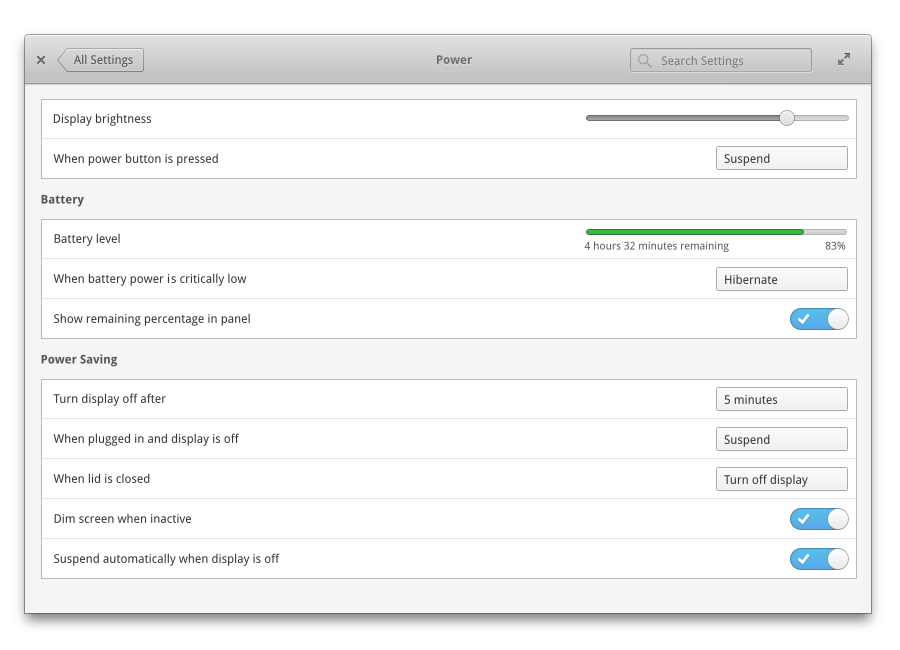 All Settings
Power
Search Settings
Display brightness
When power button is pressed
Suspend
Battery
Battery level
4 hours 32 minutes remaining
83%
When battery power is critically low
Hibernate
Show remaining percentage in panel
Power Saving
Turn display off after
5 minutes
When plugged in and display is off
Suspend
When lid is closed
Turn off display
Dim screen when inactive
Suspend automatically when display is off